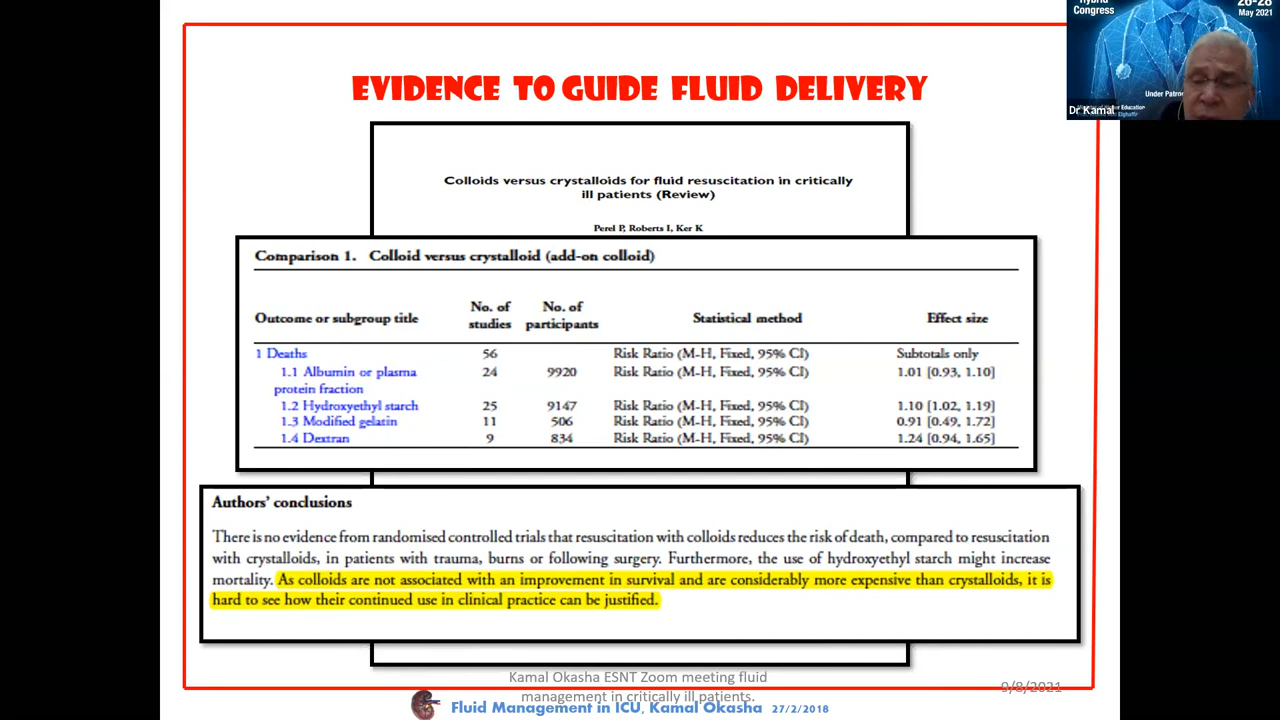 Hybrid
Congress
26-28
May 2021
Under Patro
Dr Kamal
EVIDENCE TO GUIDE FLUID DELIVERY
Colloids versus crystalloids for fluid resuscitation in critically
ill patients (Review)
Perel P, Roberts I, Ker K
Comparison 1. Colloid versus crystalloid (add-on colloid)
Outcome or subgroup title No. of studies No. of participants Statistical method Effect size
1 Deaths 56 Risk Ratio (M-H, Fixed, 95% CI) Subtotals only
1.1 Albumin or plasma 24 9920 Risk Ratio (M-H, Fixed, 95% CI) 1.01 [0.93, 1.10]
protein fraction
1.2 Hydroxyethyl starch 25 9147 Risk Ratio (M-H, Fixed, 95% CI) 1.10 [1.02, 1.19]
1.3 Modified gelatin 11 506 Risk Ratio (M-H, Fixed, 95% CI) 0.91 [0.49, 1.72]
1.4 Dextran 9 834 Risk Ratio (M-H, Fixed, 95% CI) 1.24 [0.94, 1.65]
Authors' conclusions
There is no evidence from randomised controlled trials that resuscitation with colloids reduces the risk of death, compared to resuscitation
with crystalloids, in patients with trauma, burns or following surgery. Furthermore, the use of hydroxyethyl starch might increase
mortality. As colloids are not associated with an improvement in survival and are considerably more expensive than crystalloids, it is
hard to see how their continued use in clinical practice can be justified.
Kamal Okasha ESNT Zoom meeting fluid
management in critically ill patients.
9/8/2021
Fluid Management in ICU, Kamal Okasha 27/2/2018